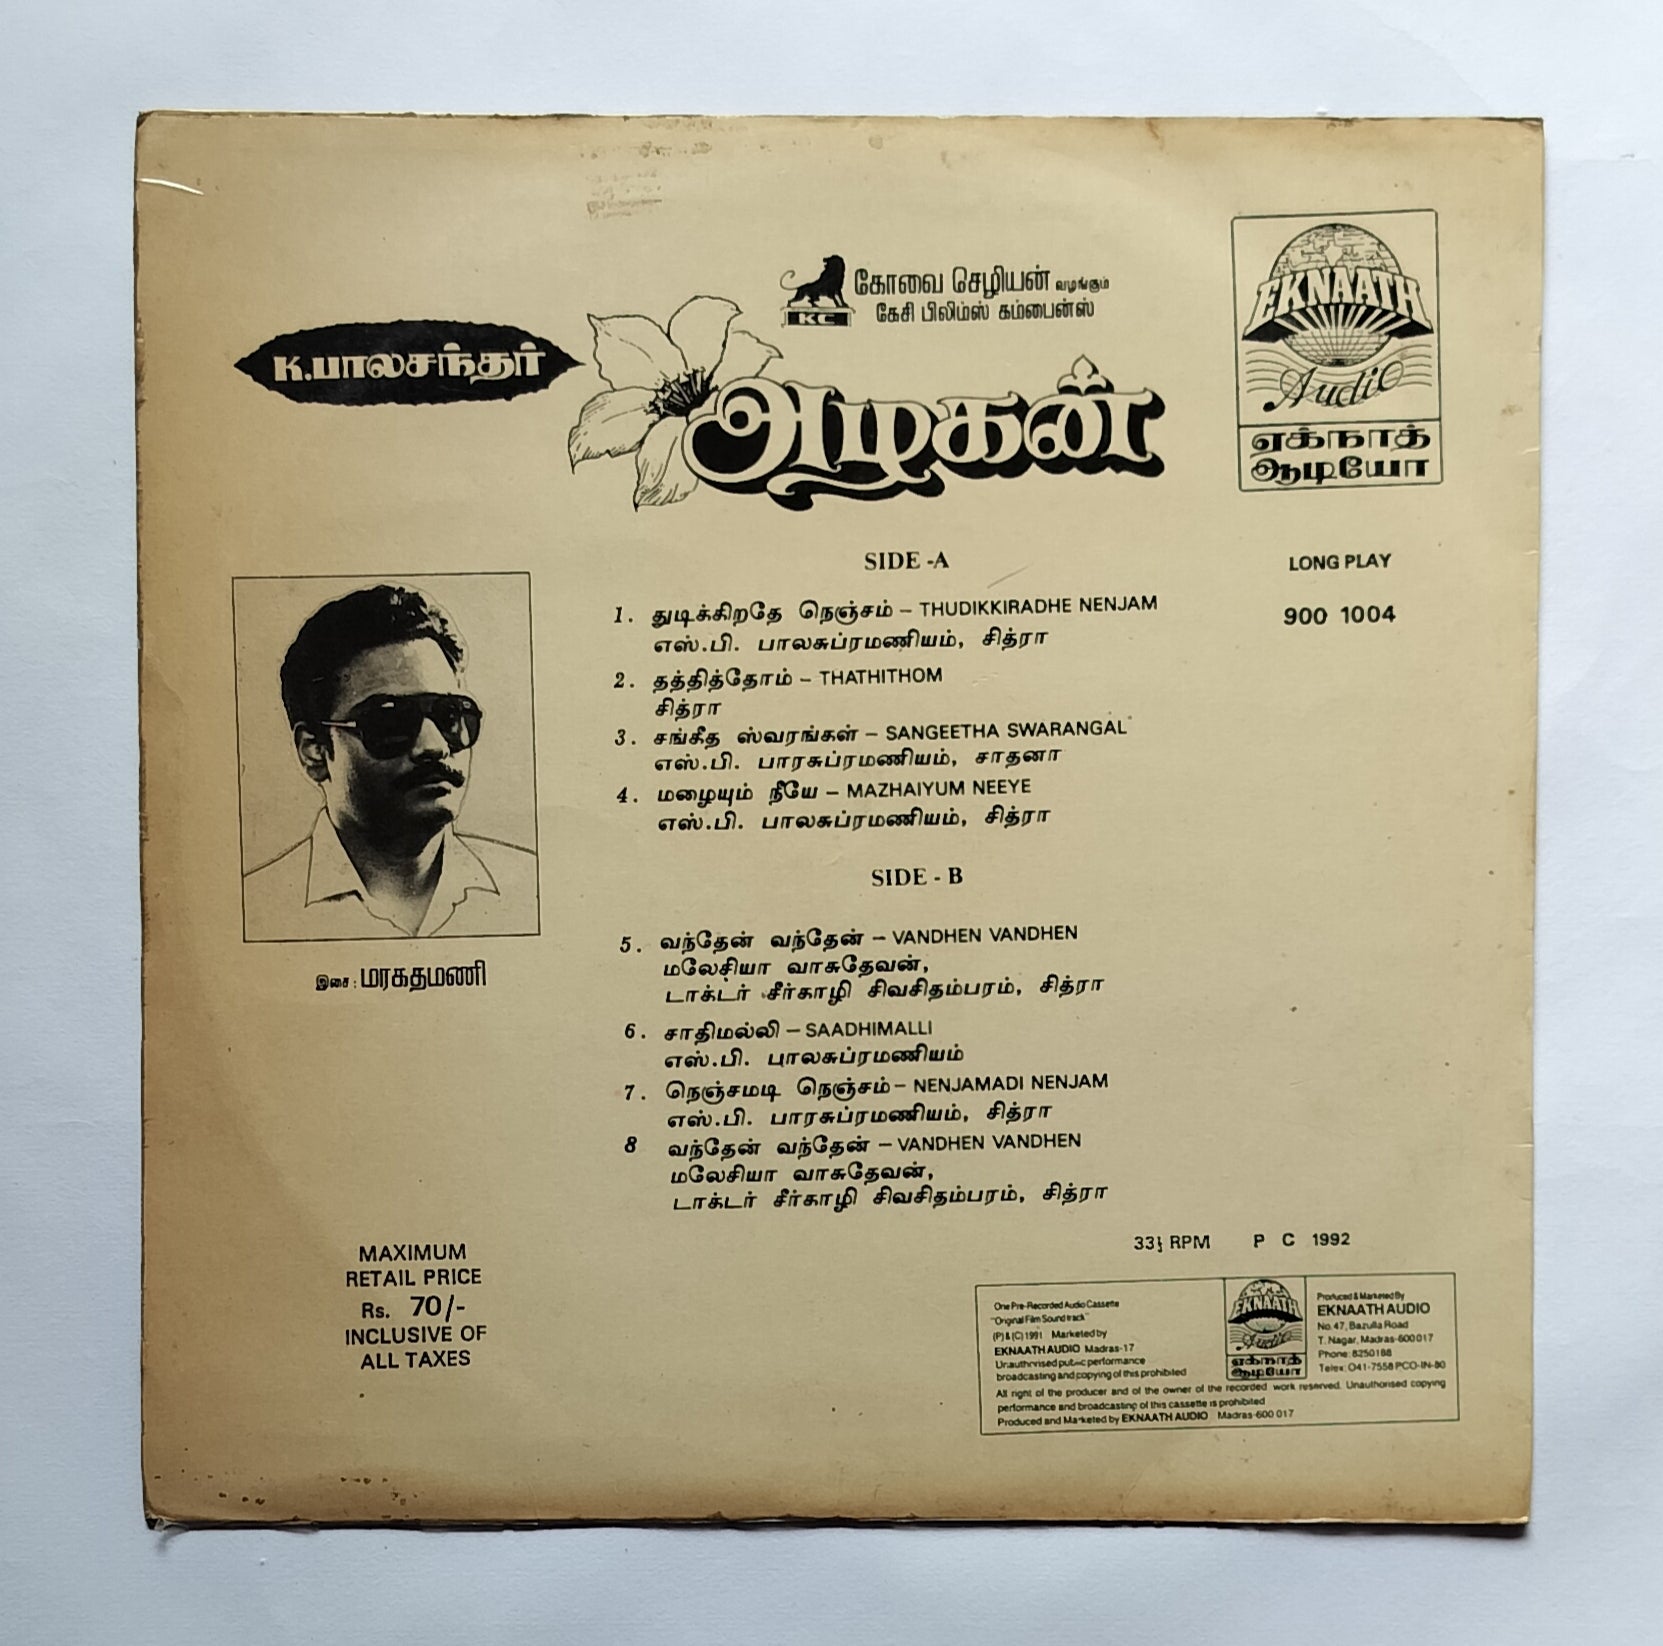 கோவை செழியன் வழங்கும்
KC கேசி பிலிம்ஸ் கம்பைன்ஸ்
K.பாலசந்தர்
அழகன்
EKNAATH
Audio
ஏக்நாத்
ஆடியோ
SIDE -A
LONG PLAY
900 1004
1. துடிக்கிறதே நெஞ்சம் – THUDIKKIRADHE NENJAM
எஸ்.பி. பாலசுப்ரமணியம், சித்ரா
2. தத்தித்தோம் – THATHITHOM
சித்ரா
3. சங்கீத ஸ்வரங்கள் – SANGEETHA SWARANGAL
எஸ்.பி. பாரசுப்ரமணியம், சாதனா
4. மழையும் நீயே – MAZHAIYUM NEEYE
எஸ்.பி. பாலசுப்ரமணியம், சித்ரா
SIDE - B
5. வந்தேன் வந்தேன் – VANDHEN VANDHEN
மலேசியா வாசுதேவன்,
டாக்டர் சீர்காழி சிவசிதம்பரம், சித்ரா
6. சாதிமல்லி – SAADHIMALLI
எஸ்.பி. பாலசுப்ரமணியம்
7. நெஞ்சமடி நெஞ்சம் – NENJAMADI NENJAM
எஸ்.பி. பாரசுப்ரமணியம், சித்ரா
8 வந்தேன் வந்தேன் – VANDHEN VANDHEN
மலேசியா வாசுதேவன்,
டாக்டர் சீர்காழி சிவசிதம்பரம், சித்ரா
இசை : மரகதமணி
MAXIMUM
RETAIL PRICE
Rs. 70/-
INCLUSIVE OF
ALL TAXES
33⅓ RPM P C 1992
One Pre-Recorded Audio Cassette
"Original Film Sound track"
(P) & (C) 1991 Marketed by
EKNAATH AUDIO Madras-17
Unauthorised public performance
broadcasting and copying of this prohibited
EKNAATH
Audio
ஏக்நாத்
ஆடியோ
Produced & Marketed By
EKNAATH AUDIO
No. 47, Bazulla Road
T. Nagar, Madras-600017
Phone: 8250188
Telex: O41-7558 PCO-IN-80
All right of the producer and of the owner of the recorded work reserved. Unauthorised copying
performance and broadcasting of this cassette is prohibited
Produced and Marketed by EKNAATH AUDIO Madras-600 017